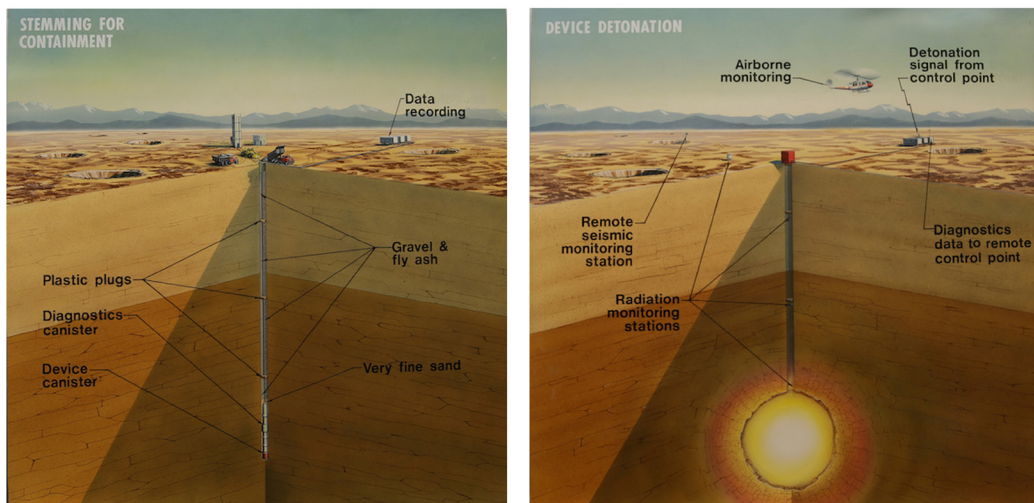 STEMMING FOR
CONTAINMENT
Data
recording
Gravel &
fly ash
Plastic plugs
Diagnostics
canister
Device
canister
Very fine sand
DEVICE DETONATION
Airborne
monitoring
Detonation
signal from
control point
Remote
seismic
monitoring
station
Diagnostics
data to remote
control point
Radiation
monitoring
stations